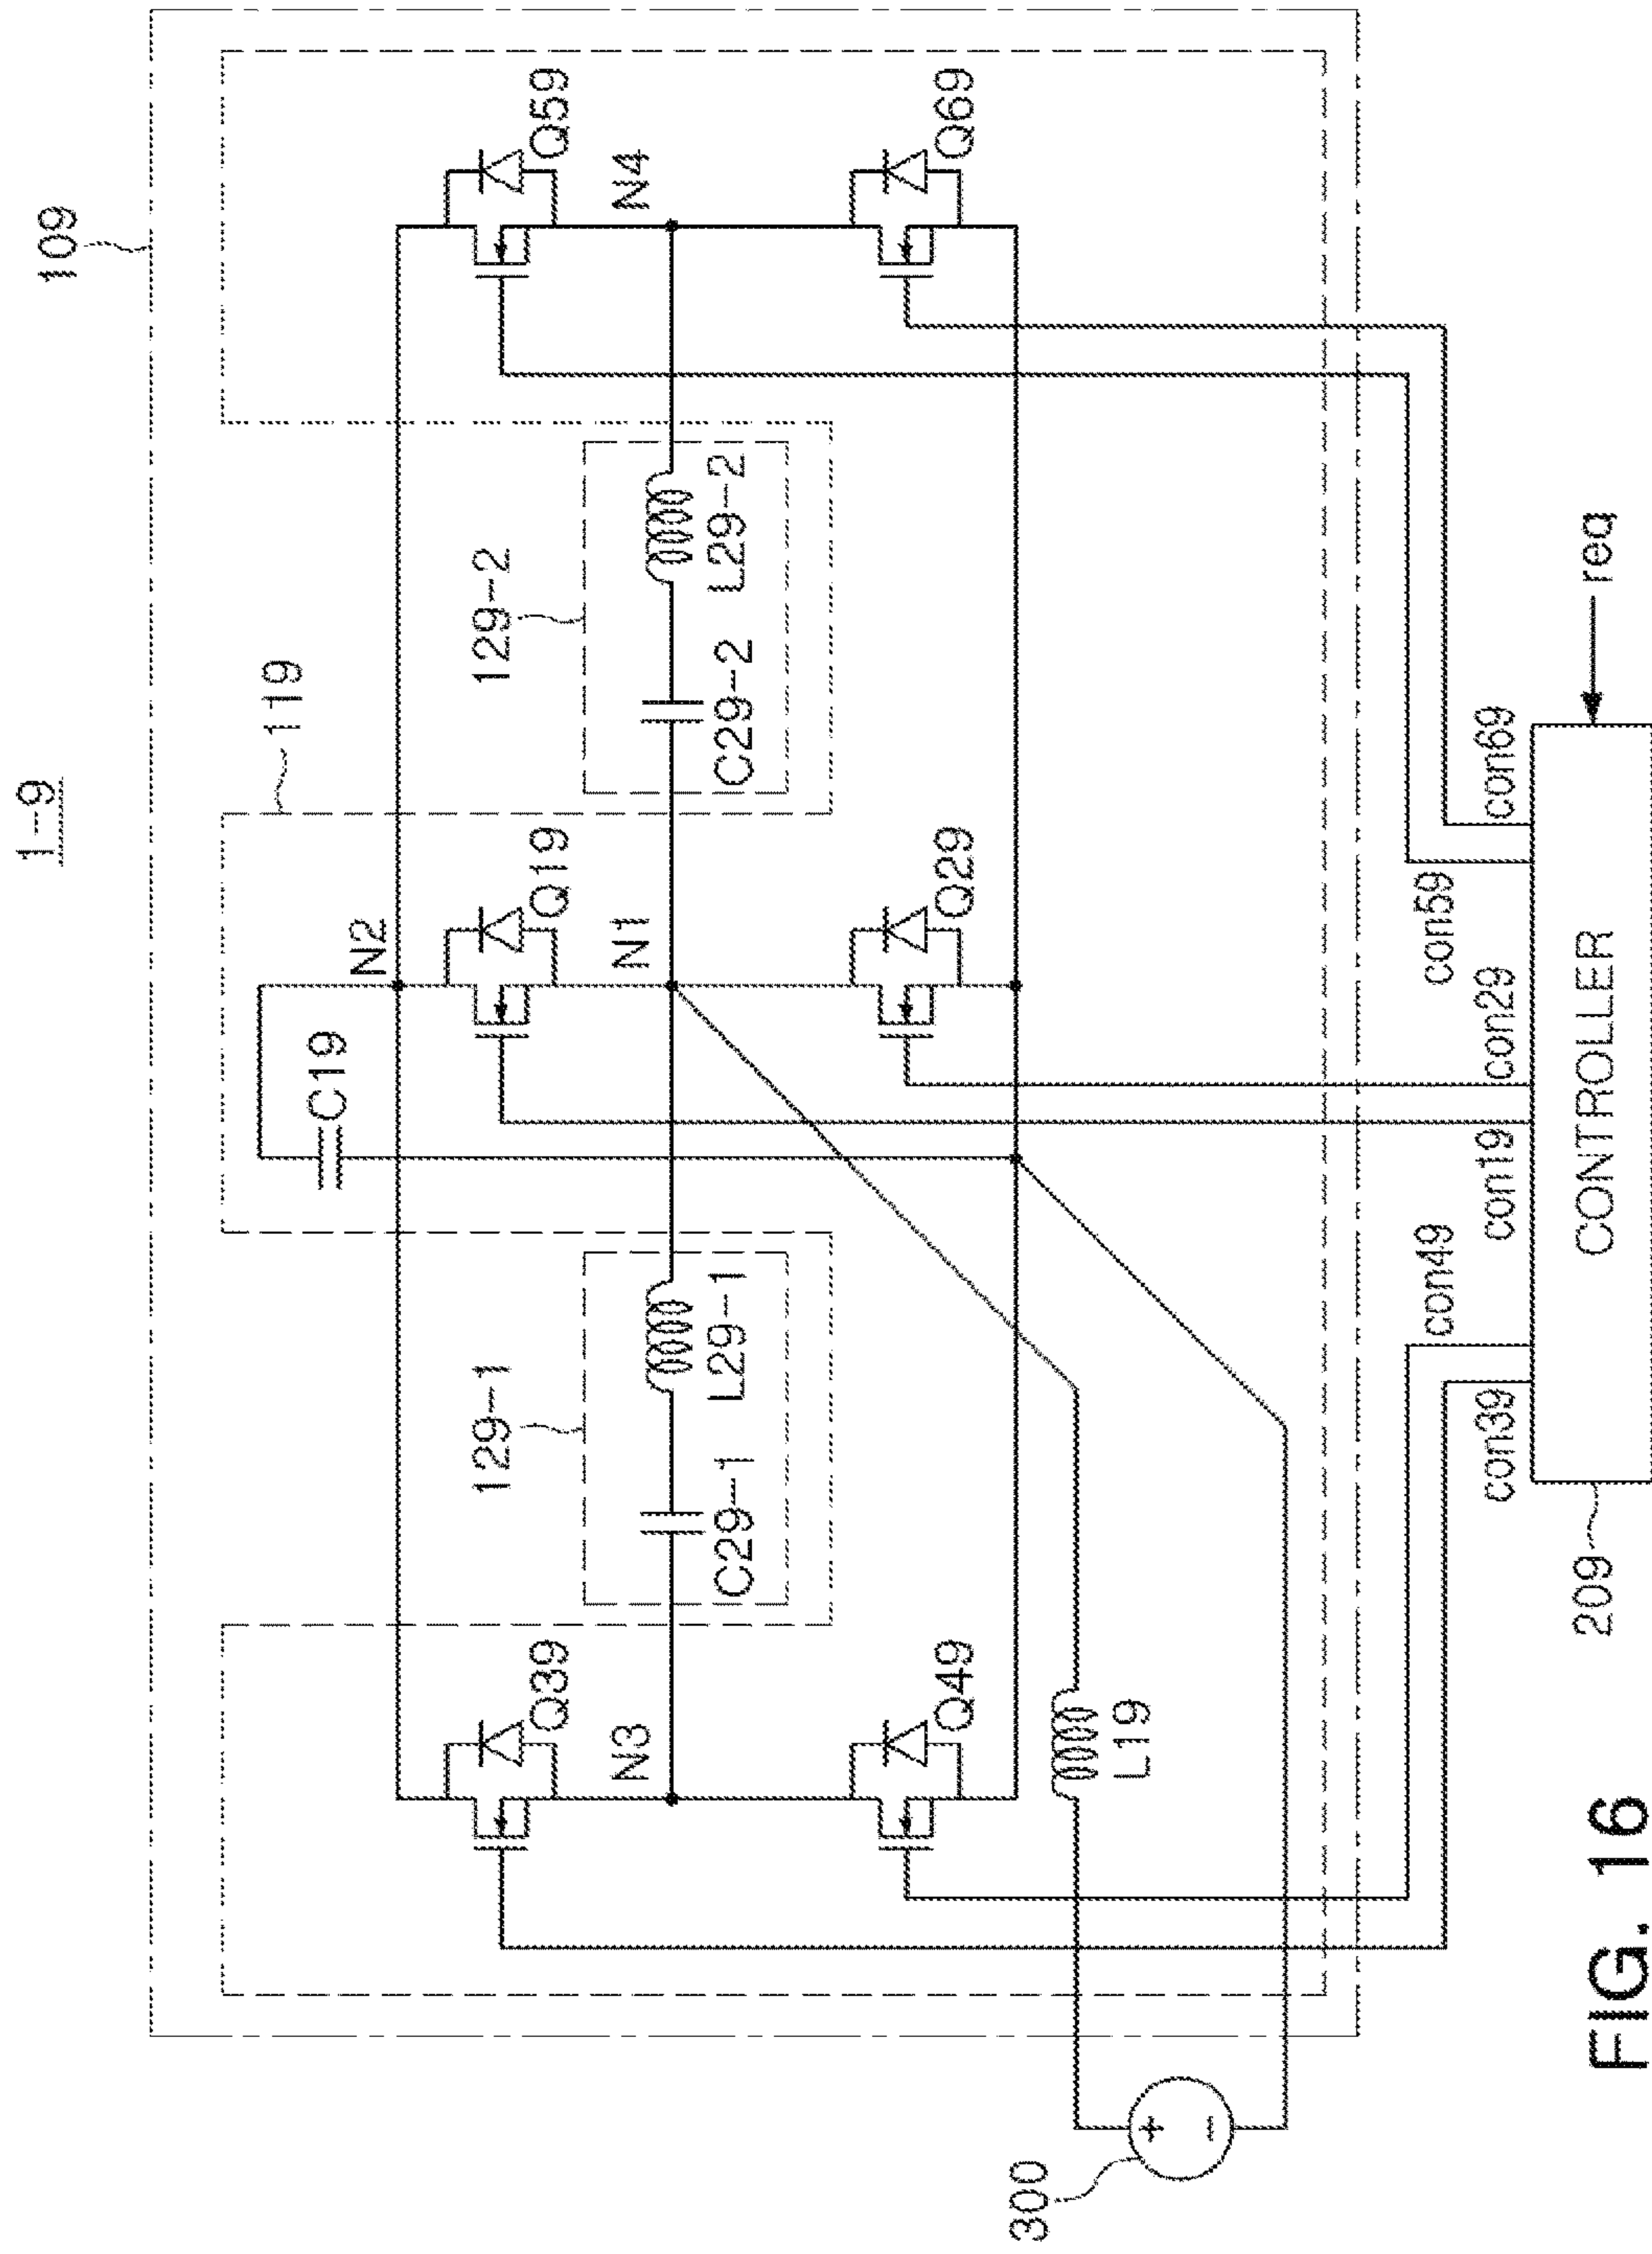 1-9
109
119
N2
C19
Q39
Q19
Q59
129-1
129-2
N3
N1
N4
C29-1
L29-1
C29-2
L29-2
Q49
Q29
Q69
300
+
−
L19
con39
con49
con19
con29
con59
con69
209
CONTROLLER
req
FIG. 16